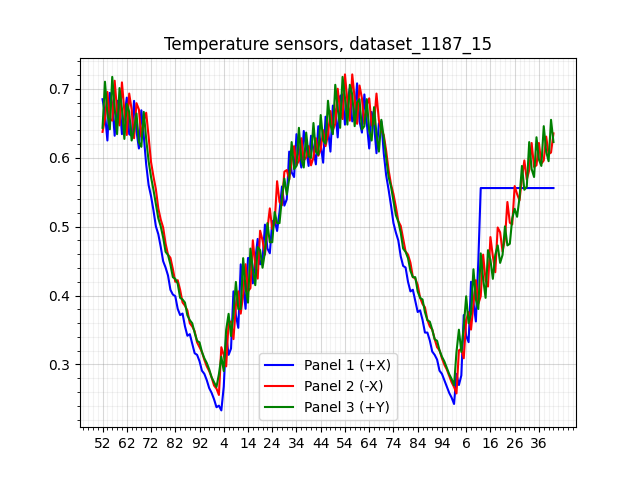 Temperature sensors, dataset_1187_15
0.7
0.6
0.5
0.4
0.3
Panel 1 (+X)
Panel 2 (-X)
Panel 3 (+Y)
52 62 72 82 92 4 14 24 34 44 54 64 74 84 94 6 16 26 36